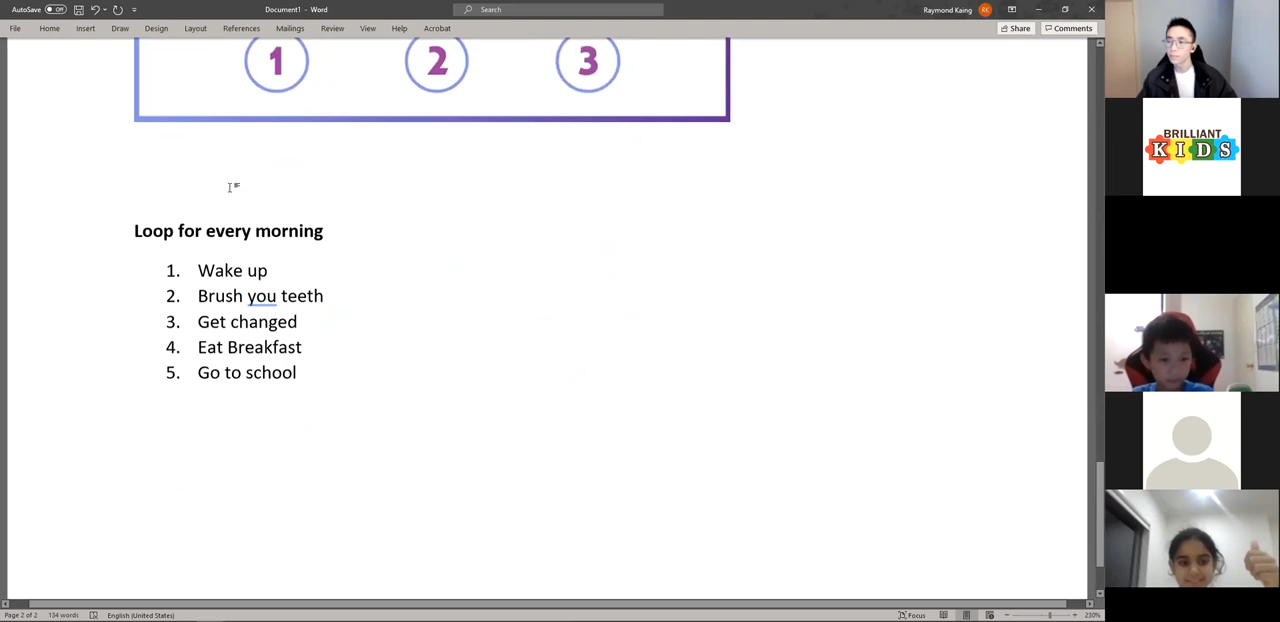 AutoSave Off Document1 - Word Search Raymond Kaing RK
File Home Insert Draw Design Layout References Mailings Review View Help Acrobat Share Comments
1 2 3
BRILLIANT
KIDS
Loop for every morning
1. Wake up
2. Brush you teeth
3. Get changed
4. Eat Breakfast
5. Go to school
Page 2 of 2 134 words English (United States) Focus 230%